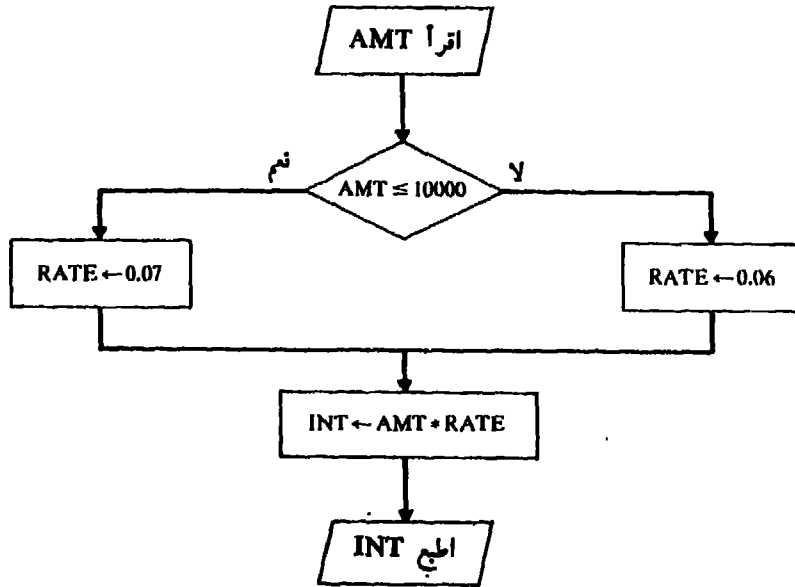 اقرأ AMT
نعم
AMT ≤ 10000
لا
RATE ← 0.07
RATE ← 0.06
INT ← AMT * RATE
اطبع INT